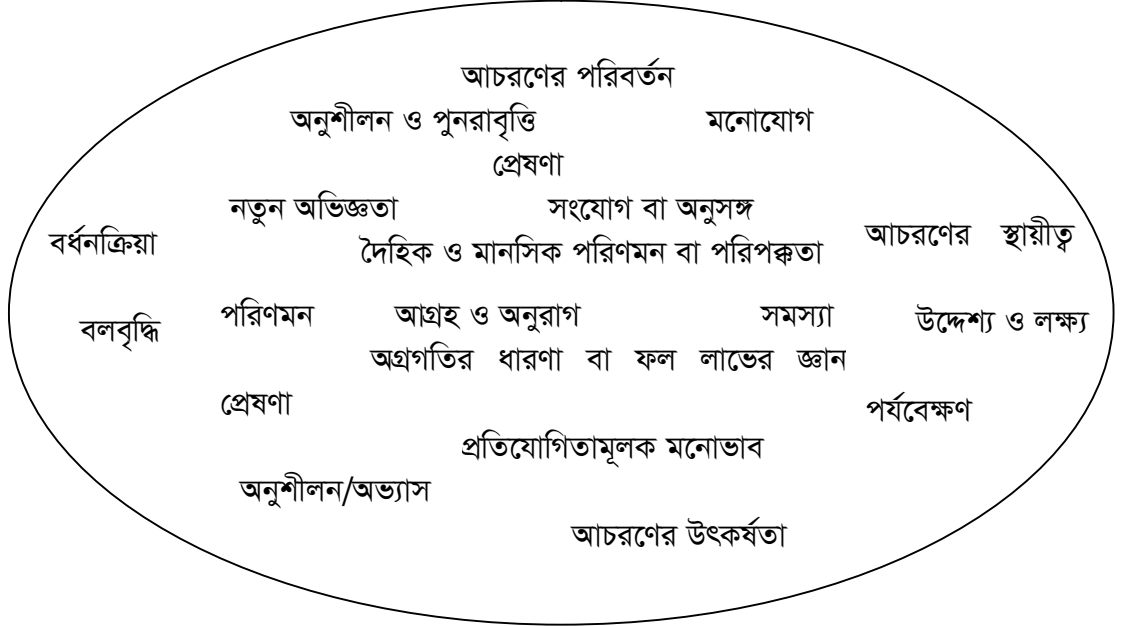 আচরণের পরিবর্তন
অনুশীলন ও পুনরাবৃত্তি মনোযোগ
প্রেষণা
নতুন অভিজ্ঞতা সংযোগ বা অনুসঙ্গ
বর্ধনক্রিয়া দৈহিক ও মানসিক পরিণমন বা পরিপক্কতা আচরণের স্থায়ীত্ব
বলবৃদ্ধি পরিণমন আগ্রহ ও অনুরাগ সমস্যা উদ্দেশ্য ও লক্ষ্য
অগ্রগতির ধারণা বা ফল লাভের জ্ঞান
প্রেষণা পর্যবেক্ষণ
প্রতিযোগিতামূলক মনোভাব
অনুশীলন/অভ্যাস
আচরণের উৎকর্ষতা